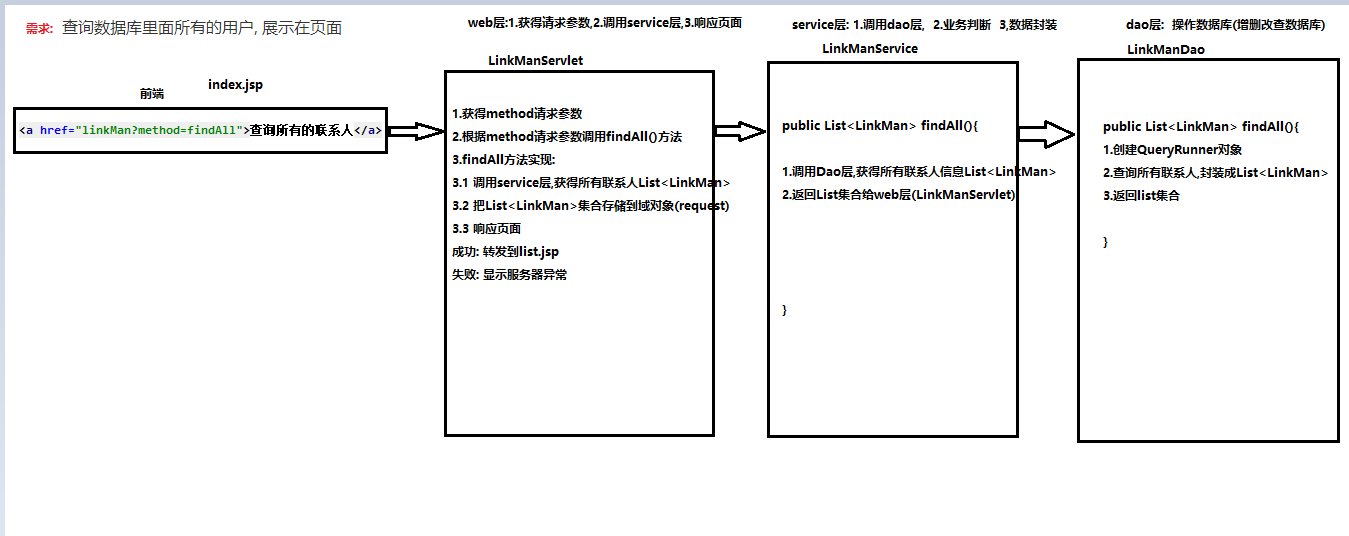 需求: 查询数据库里面所有的用户, 展示在页面
web层:1.获得请求参数,2.调用service层,3.响应页面
service层: 1.调用dao层, 2.业务判断 3,数据封装
dao层: 操作数据库(增删改查数据库)
前端
index.jsp
<a href="linkMan?method=findAll">查询所有的联系人</a>
LinkManServlet
1.获得method请求参数
2.根据method请求参数调用findAll()方法
3.findAll方法实现:
3.1 调用service层,获得所有联系人List<LinkMan>
3.2 把List<LinkMan>集合存储到域对象(request)
3.3 响应页面
成功: 转发到list.jsp
失败: 显示服务器异常
LinkManService
public List<LinkMan> findAll(){
1.调用Dao层,获得所有联系人信息List<LinkMan>
2.返回List集合给web层(LinkManServlet)
}
LinkManDao
public List<LinkMan> findAll(){
1.创建QueryRunner对象
2.查询所有联系人,封装成List<LinkMan>
3.返回list集合
}